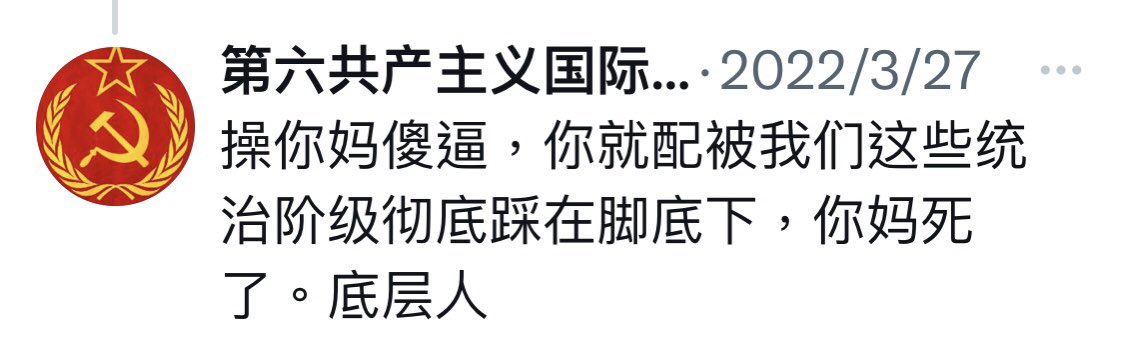 第六共产主义国际... · 2022/3/27
操你妈傻逼，你就配被我们这些统
治阶级彻底踩在脚底下，你妈死
了。底层人